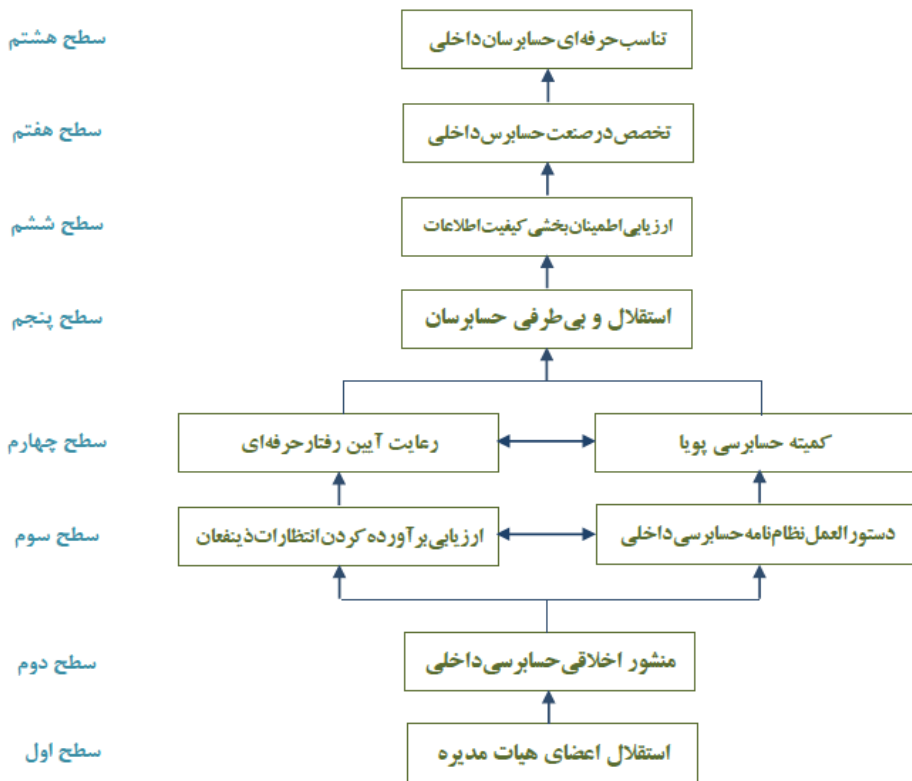 سطح هشتم
تناسب حرفه‌ای حسابرسان داخلی
سطح هفتم
تخصص در صنعت حسابرس داخلی
سطح ششم
ارزیابی اطمینان‌بخشی کیفیت اطلاعات
سطح پنجم
استقلال و بی‌طرفی حسابرسان
سطح چهارم
کمیته حسابرسی پویا
رعایت آیین رفتار حرفه‌ای
سطح سوم
دستورالعمل نظام‌نامه حسابرسی داخلی
ارزیابی برآورده کردن انتظارات ذینفعان
سطح دوم
منشور اخلاقی حسابرسی داخلی
سطح اول
استقلال اعضای هیات مدیره